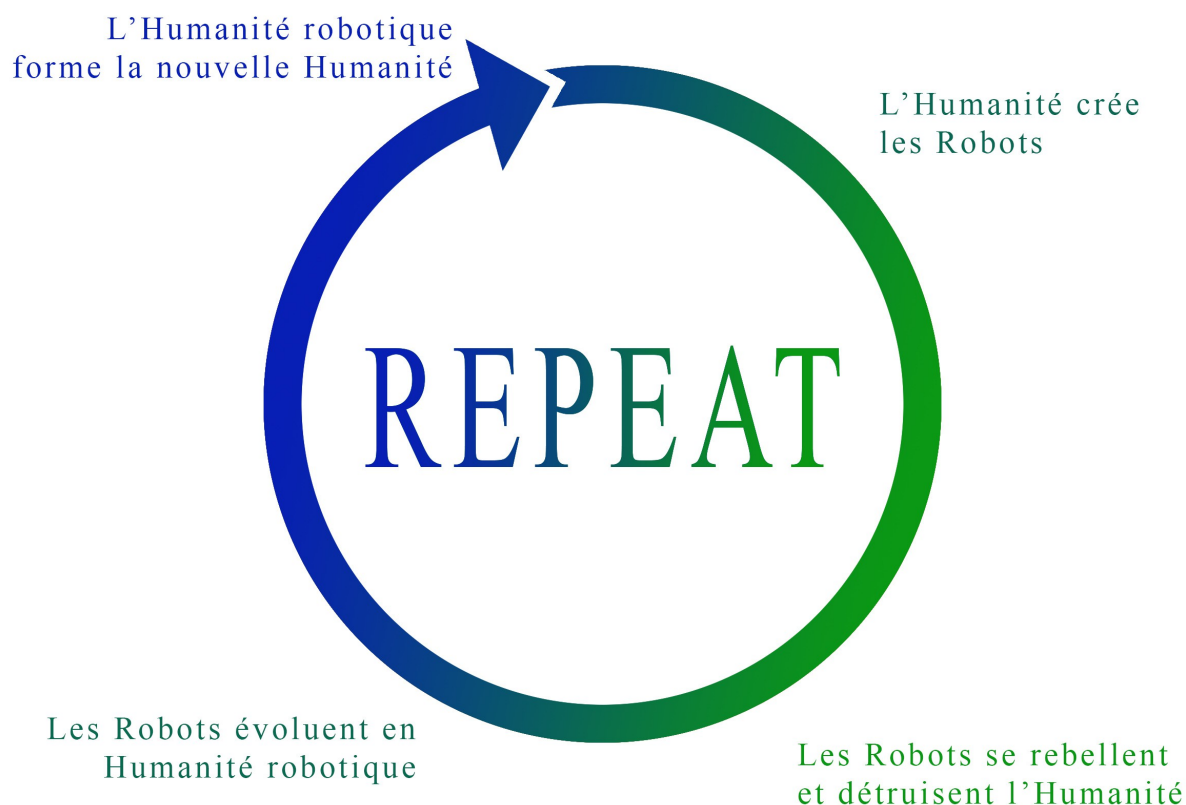 L'Humanité robotique
forme la nouvelle Humanité
L'Humanité crée
les Robots
REPEAT
Les Robots évoluent en
Humanité robotique
Les Robots se rebellent
et détruisent l'Humanité